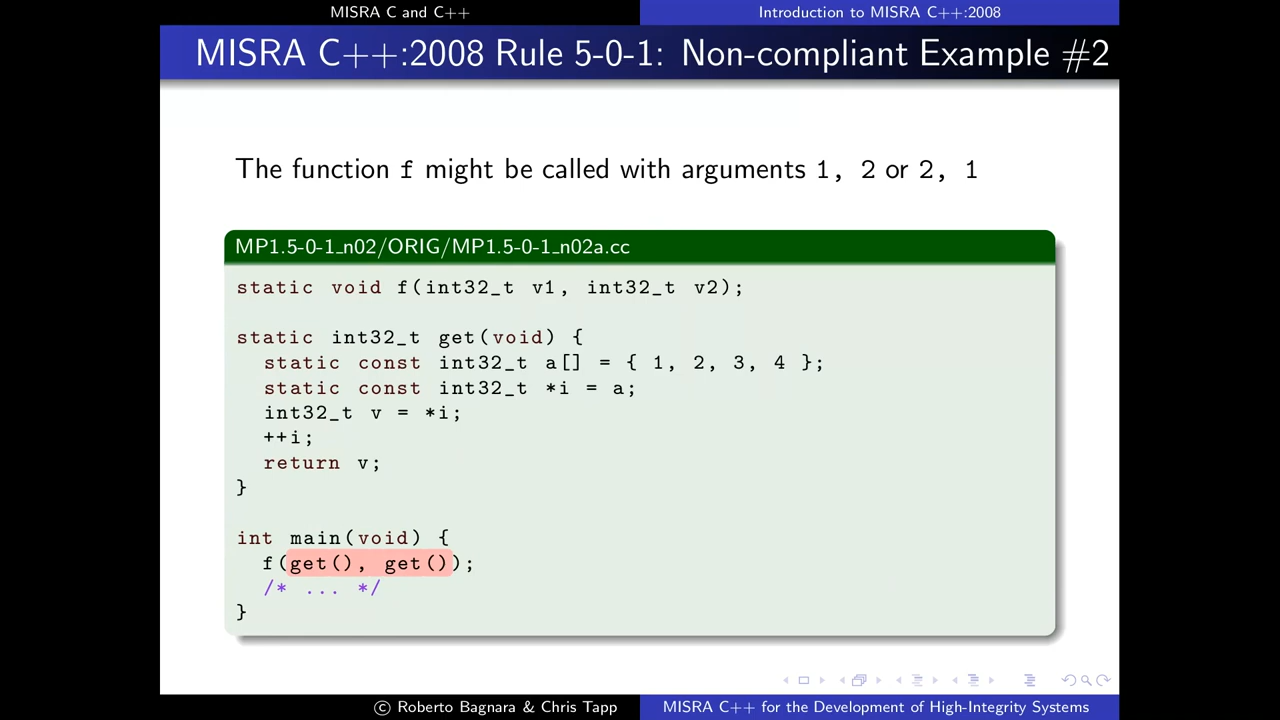 MISRA C and C++
Introduction to MISRA C++:2008
MISRA C++:2008 Rule 5-0-1: Non-compliant Example #2
The function f might be called with arguments 1, 2 or 2, 1
MP1.5-0-1_n02/ORIG/MP1.5-0-1_n02a.cc
static void f(int32_t v1, int32_t v2);
static int32_t get(void) {
static const int32_t a[] = { 1, 2, 3, 4 };
static const int32_t *i = a;
int32_t v = *i;
++i;
return v;
}
int main(void) {
f(get(), get());
/* ... */
}
© Roberto Bagnara & Chris Tapp
MISRA C++ for the Development of High-Integrity Systems